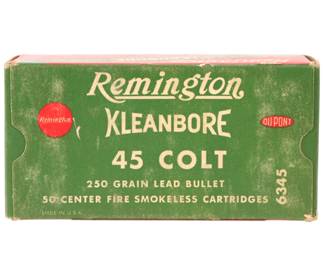 Remington
Remington
KLEANBORE
DU PONT
45 COLT
250 GRAIN LEAD BULLET
50 CENTER FIRE SMOKELESS CARTRIDGES
MADE IN U.S.A.
6345